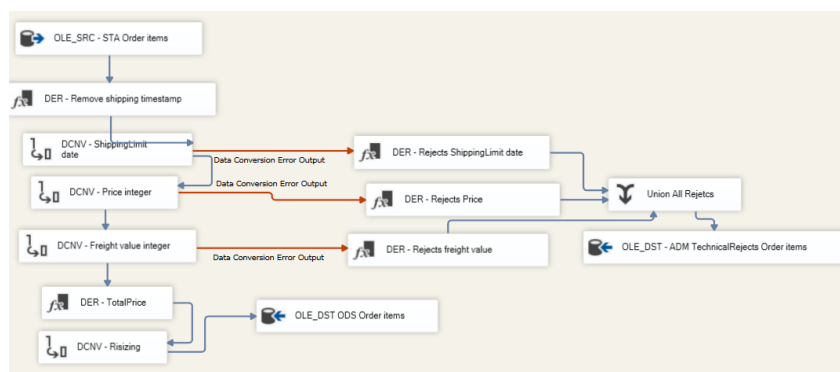 OLE_SRC - STA Order items
DER - Remove shipping timestamp
DCNV - ShippingLimit
date
Data Conversion Error Output
DER - Rejects ShippingLimit date
DCNV - Price integer
Data Conversion Error Output
DER - Rejects Price
Union All Rejetcs
DCNV - Freight value integer
Data Conversion Error Output
DER - Rejects freight value
OLE_DST - ADM TechnicalRejects Order items
DER - TotalPrice
OLE_DST ODS Order items
DCNV - Risizing